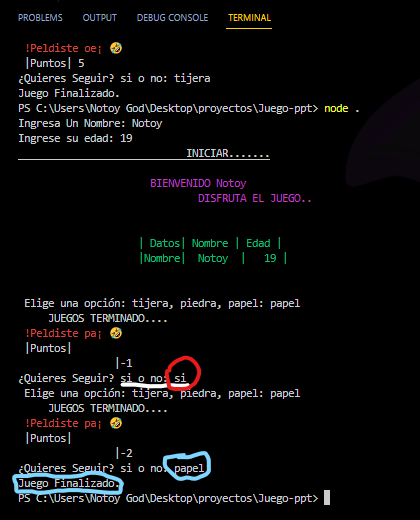 PROBLEMS OUTPUT DEBUG CONSOLE TERMINAL
!Peldiste oe¡ 🤣
|Puntos| 5
¿Quieres Seguir? si o no: tijera
Juego Finalizado.
PS C:\Users\Notoy God\Desktop\proyectos\Juego-ppt> node .
Ingresa Un Nombre: Notoy
Ingrese su edad: 19
INICIAR.......
BIENVENIDO Notoy
DISFRUTA EL JUEGO..
| Datos| Nombre | Edad |
|Nombre| Notoy | 19 |
Elige una opción: tijera, piedra, papel: papel
JUEGOS TERMINADO....
!Peldiste pa¡ 🤣
|Puntos|
|-1
¿Quieres Seguir? si o no: si
Elige una opción: tijera, piedra, papel: papel
JUEGOS TERMINADO....
!Peldiste pa¡ 🤣
|Puntos|
|-2
¿Quieres Seguir? si o no: papel
Juego Finalizado.
PS C:\Users\Notoy God\Desktop\proyectos\Juego-ppt>